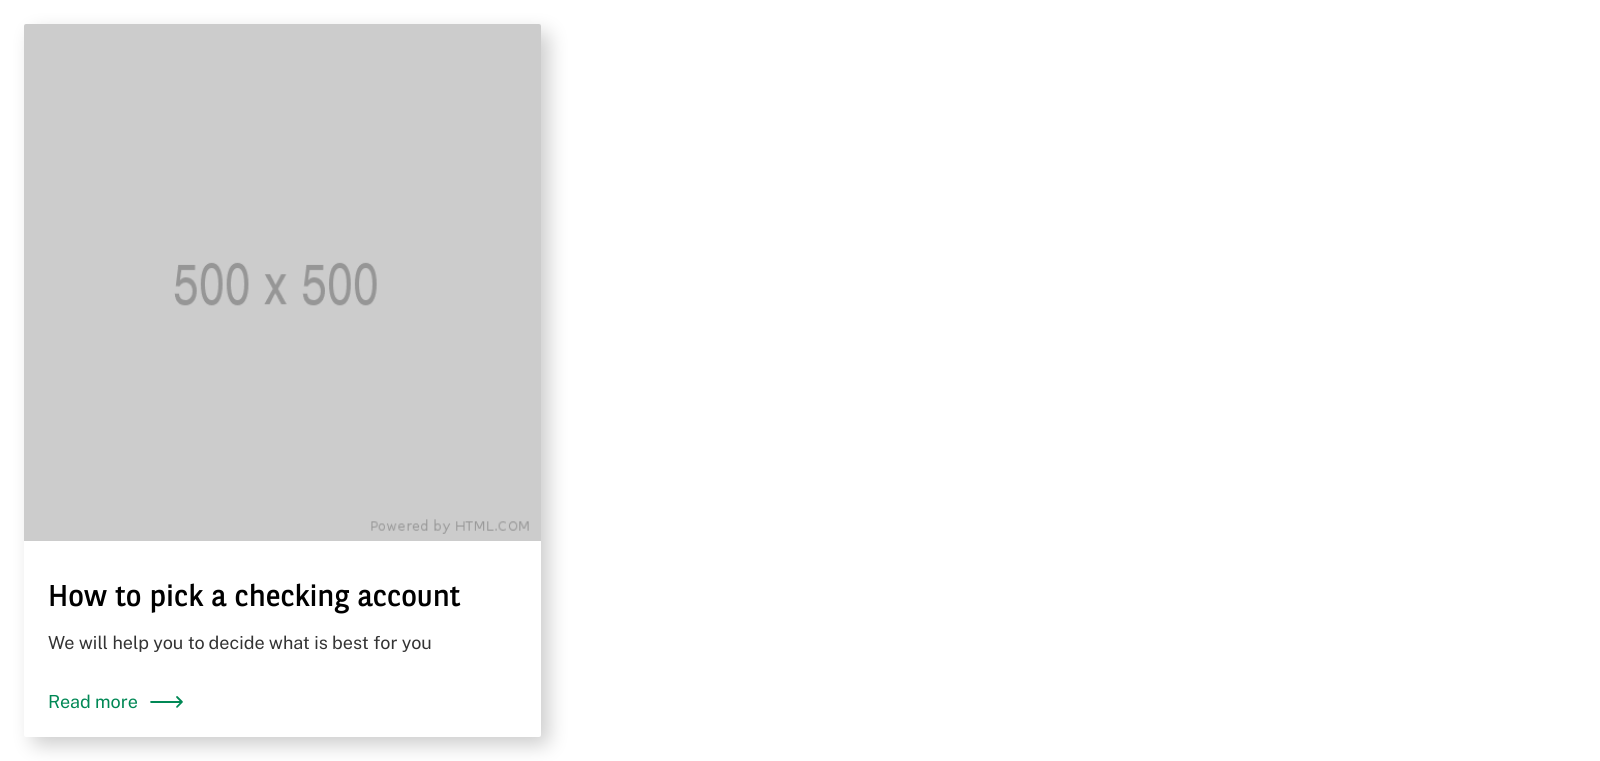 500 x 500
Powered by HTML.COM
How to pick a checking account
We will help you to decide what is best for you
Read more